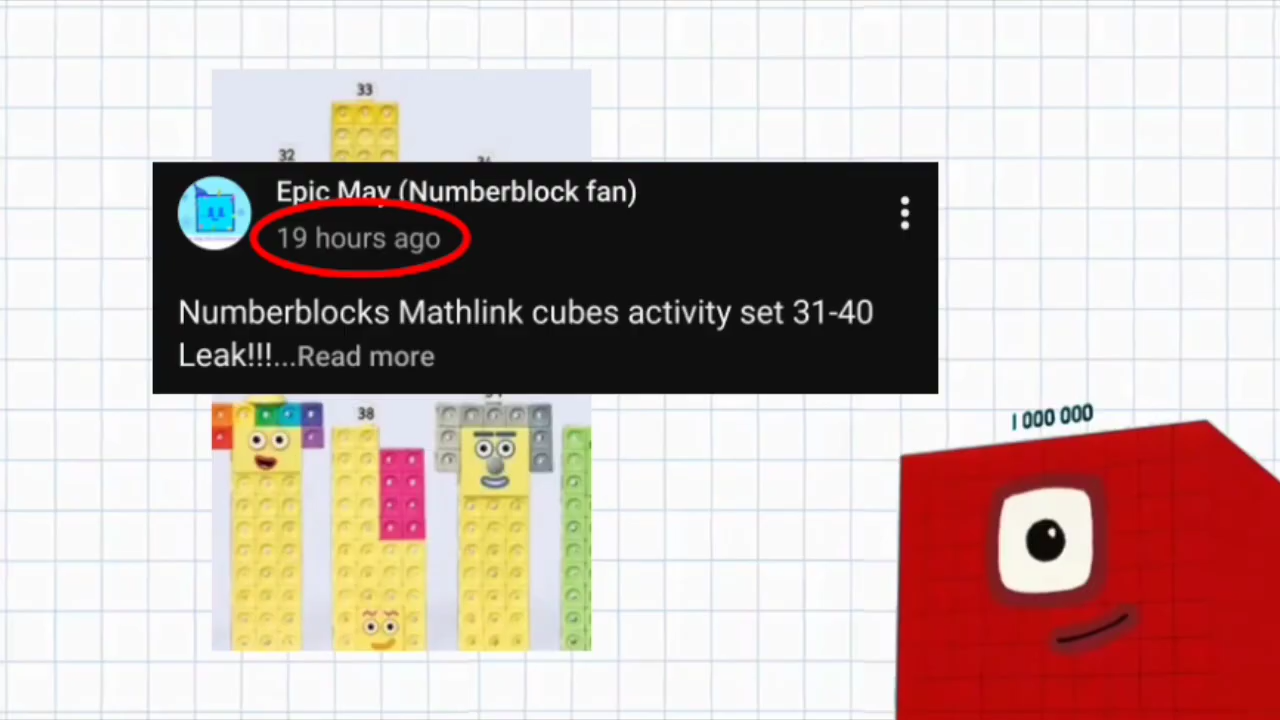 33
32
Epic May (Numberblock fan)
19 hours ago
Numberblocks Mathlink cubes activity set 31-40
Leak!!!...Read more
38
1 000 000